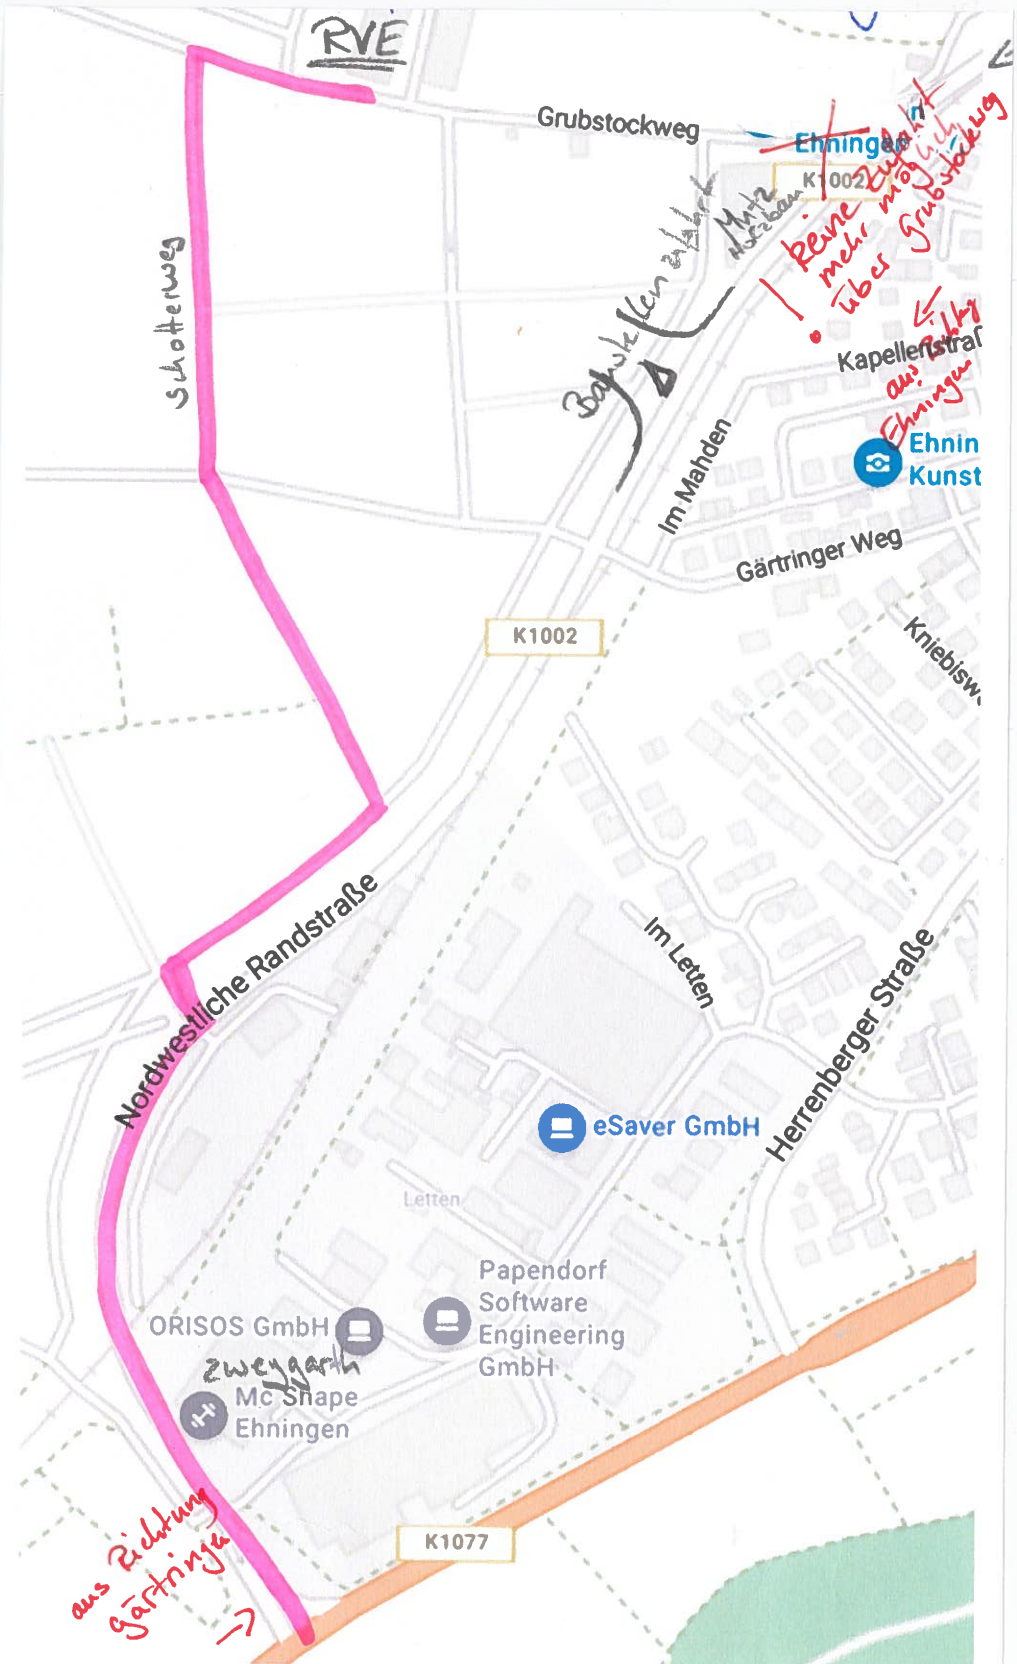 RVE
Grubstockweg
Ehningen
K1002
keine Zufahrt
mehr möglich
über Grubstockweg
Mutz
Holzbau
Baustellenzufahrt
Schotterweg
Kapellenstraß
aus Richtung
Ehningen
Ehnin
Kunst
Im Mahden
Gärtringer Weg
K1002
Kniebisw
Nordwestliche Randstraße
Im Letten
Herrenberger Straße
eSaver GmbH
Letten
Papendorf
Software
Engineering
GmbH
ORISOS GmbH
Zweygarth
Mc Shape
Ehningen
aus Richtung
Gärtringen
K1077